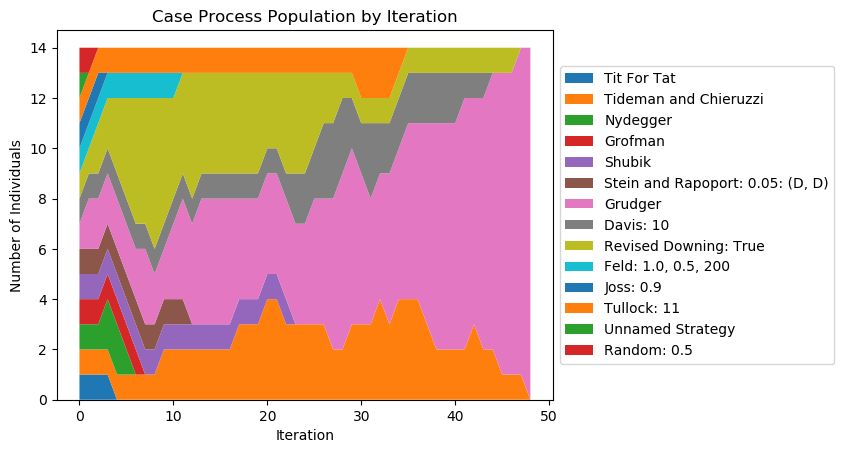 Case Process Population by Iteration
Number of Individuals
14
12
10
8
6
4
2
0
0
10
20
30
40
50
Iteration
Tit For Tat
Tideman and Chieruzzi
Nydegger
Grofman
Shubik
Stein and Rapoport: 0.05: (D, D)
Grudger
Davis: 10
Revised Downing: True
Feld: 1.0, 0.5, 200
Joss: 0.9
Tullock: 11
Unnamed Strategy
Random: 0.5